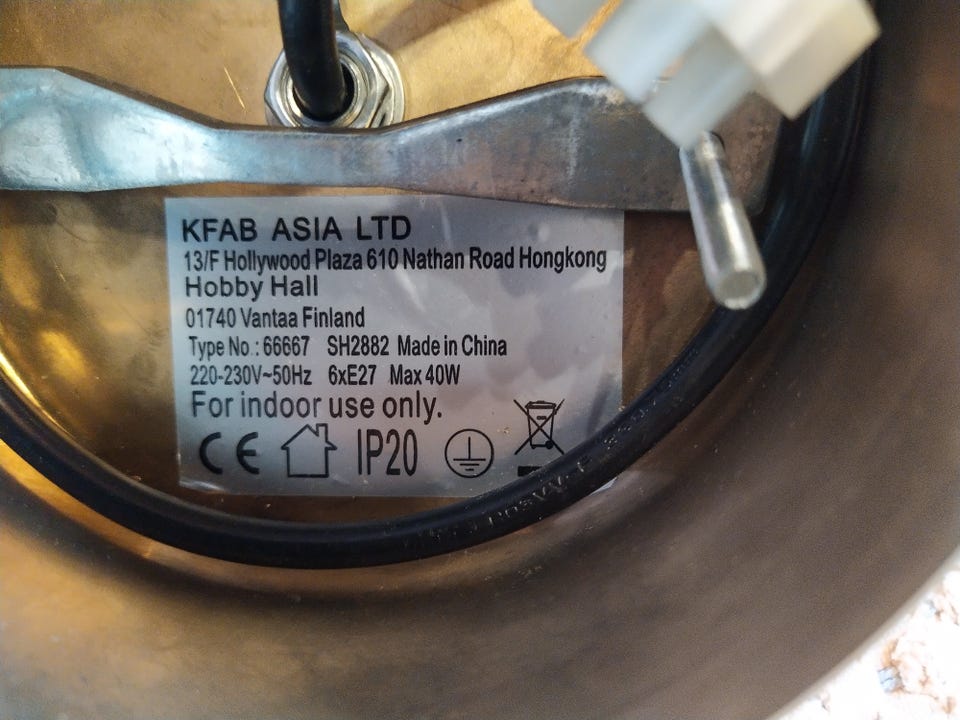 KFAB ASIA LTD
13/F Hollywood Plaza 610 Nathan Road Hongkong
Hobby Hall
01740 Vantaa Finland
Type No.: 66667 SH2882 Made in China
220-230V~50Hz 6xE27 Max 40W
For indoor use only.
CE IP20